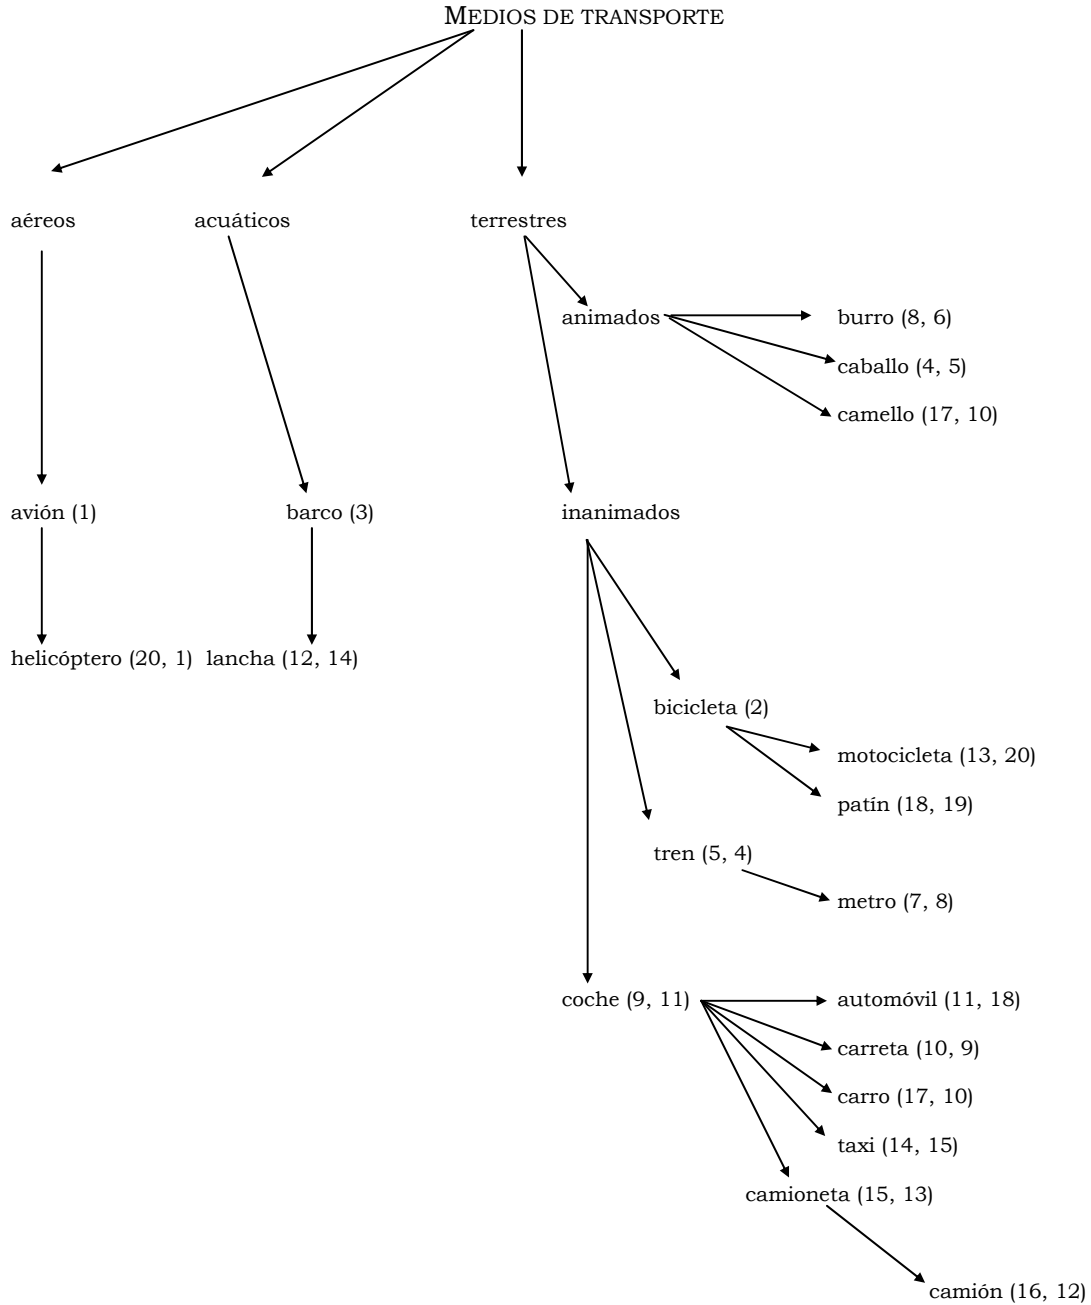 MEDIOS DE TRANSPORTE
aéreos acuáticos terrestres
animados burro (8, 6)
caballo (4, 5)
camello (17, 10)
avión (1) barco (3) inanimados
helicóptero (20, 1) lancha (12, 14)
bicicleta (2)
motocicleta (13, 20)
patín (18, 19)
tren (5, 4)
metro (7, 8)
coche (9, 11) automóvil (11, 18)
carreta (10, 9)
carro (17, 10)
taxi (14, 15)
camioneta (15, 13)
camión (16, 12)